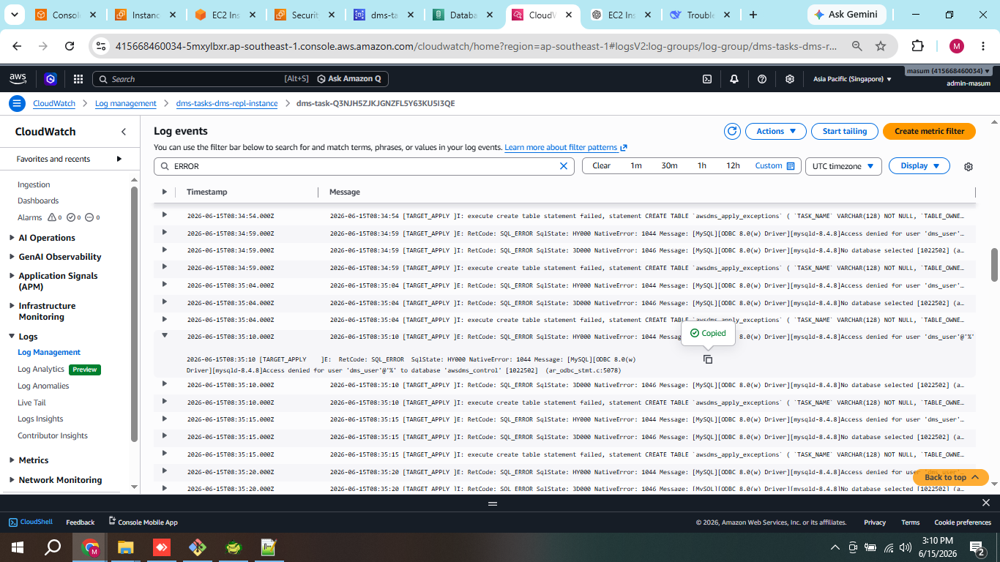 Consol
Instanc
EC2 Ins
Securit
dms-ta
Databa
CloudW
EC2 Ins
Troubl
Ask Gemini
415668460034-5mxylbxr.ap-southeast-1.console.aws.amazon.com/cloudwatch/home?region=ap-southeast-1#logsV2:log-groups/log-group/dms-tasks-dms-r...
M
aws
Search
[Alt+S]
Ask Amazon Q
Asia Pacific (Singapore)
masum (415668460034)
admin-masum
CloudWatch
Log management
dms-tasks-dms-repl-instance
dms-task-Q3NJH5ZJKJGNZFL5Y63KU5I3QE
CloudWatch
Favorites and recents
Ingestion
Dashboards
Alarms 0 0 0
AI Operations
GenAI Observability
Application Signals
(APM)
Infrastructure
Monitoring
Logs
Log Management
Log Analytics Preview
Log Anomalies
Live Tail
Logs Insights
Contributor Insights
Metrics
Network Monitoring
Log events
Actions
Start tailing
Create metric filter
You can use the filter bar below to search for and match terms, phrases, or values in your log events. Learn more about filter patterns
ERROR
Clear 1m 30m 1h 12h Custom
UTC timezone
Display
Timestamp Message
2026-06-15T08:34:54.000Z 2026-06-15T08:34:54 [TARGET_APPLY ]I: execute create table statement failed, statement CREATE TABLE `awsdms_apply_exceptions` ( `TASK_NAME` VARCHAR(128) NOT NULL, `TABLE_OWNE…
2026-06-15T08:34:59.000Z 2026-06-15T08:34:59 [TARGET_APPLY ]E: RetCode: SQL_ERROR SqlState: HY000 NativeError: 1044 Message: [MySQL][ODBC 8.0(w) Driver][mysqld-8.4.8]Access denied for user 'dms_user'…
2026-06-15T08:34:59.000Z 2026-06-15T08:34:59 [TARGET_APPLY ]E: RetCode: SQL_ERROR SqlState: 3D000 NativeError: 1046 Message: [MySQL][ODBC 8.0(w) Driver][mysqld-8.4.8]No database selected [1022502] (a…
2026-06-15T08:34:59.000Z 2026-06-15T08:34:59 [TARGET_APPLY ]I: execute create table statement failed, statement CREATE TABLE `awsdms_apply_exceptions` ( `TASK_NAME` VARCHAR(128) NOT NULL, `TABLE_OWNE…
2026-06-15T08:35:04.000Z 2026-06-15T08:35:04 [TARGET_APPLY ]E: RetCode: SQL_ERROR SqlState: HY000 NativeError: 1044 Message: [MySQL][ODBC 8.0(w) Driver][mysqld-8.4.8]Access denied for user 'dms_user'…
2026-06-15T08:35:04.000Z 2026-06-15T08:35:04 [TARGET_APPLY ]E: RetCode: SQL_ERROR SqlState: 3D000 NativeError: 1046 Message: [MySQL][ODBC 8.0(w) Driver][mysqld-8.4.8]No database selected [1022502] (a…
2026-06-15T08:35:04.000Z 2026-06-15T08:35:04 [TARGET_APPLY ]I: execute create table statement failed, statement CREATE TABLE `awsdms_apply_exceptions` ( `TASK_NAME` VARCHAR(128) NOT NULL, `TABLE_OWNE…
Copied
2026-06-15T08:35:10.000Z 2026-06-15T08:35:10 [TARGET_APPLY ]E: RetCode: SQL_ERROR SqlState: HY000 NativeError: 1044 Mess 8.0(w) Driver][mysqld-8.4.8]Access denied for user 'dms_user'@'%'
2026-06-15T08:35:10 [TARGET_APPLY ]E: RetCode: SQL_ERROR SqlState: HY000 NativeError: 1044 Message: [MySQL][ODBC 8.0(w)
Driver][mysqld-8.4.8]Access denied for user 'dms_user'@'%' to database 'awsdms_control' [1022502] (ar_odbc_stmt.c:5078)
2026-06-15T08:35:10.000Z 2026-06-15T08:35:10 [TARGET_APPLY ]E: RetCode: SQL_ERROR SqlState: 3D000 NativeError: 1046 Message: [MySQL][ODBC 8.0(w) Driver][mysqld-8.4.8]No database selected [1022502] (a…
2026-06-15T08:35:10.000Z 2026-06-15T08:35:10 [TARGET_APPLY ]I: execute create table statement failed, statement CREATE TABLE `awsdms_apply_exceptions` ( `TASK_NAME` VARCHAR(128) NOT NULL, `TABLE_OWNE…
2026-06-15T08:35:15.000Z 2026-06-15T08:35:15 [TARGET_APPLY ]E: RetCode: SQL_ERROR SqlState: HY000 NativeError: 1044 Message: [MySQL][ODBC 8.0(w) Driver][mysqld-8.4.8]Access denied for user 'dms_user'…
2026-06-15T08:35:15.000Z 2026-06-15T08:35:15 [TARGET_APPLY ]E: RetCode: SQL_ERROR SqlState: 3D000 NativeError: 1046 Message: [MySQL][ODBC 8.0(w) Driver][mysqld-8.4.8]No database selected [1022502] (a…
2026-06-15T08:35:15.000Z 2026-06-15T08:35:15 [TARGET_APPLY ]I: execute create table statement failed, statement CREATE TABLE `awsdms_apply_exceptions` ( `TASK_NAME` VARCHAR(128) NOT NULL, `TABLE_OWNE…
2026-06-15T08:35:20.000Z 2026-06-15T08:35:20 [TARGET_APPLY ]E: RetCode: SQL_ERROR SqlState: HY000 NativeError: 1044 Message: [MySQL][ODBC 8.0(w) Driver][mysqld-8.4.8]Access denied for user 'dms_user'…
2026-06-15T08:35:20.000Z 2026-06-15T08:35:20 [TARGET_APPLY ]E: RetCode: SQL_ERROR SqlState: 3D000 NativeError: 1046 Message: [MySQL][ODBC 8.0(w) Driver][mysqld-8.4.8]No database selected [1022502] (a…
Back to top
CloudShell
Feedback
Console Mobile App
© 2026, Amazon Web Services, Inc. or its affiliates.
Privacy
Terms
Cookie preferences
3:10 PM
6/15/2026
2